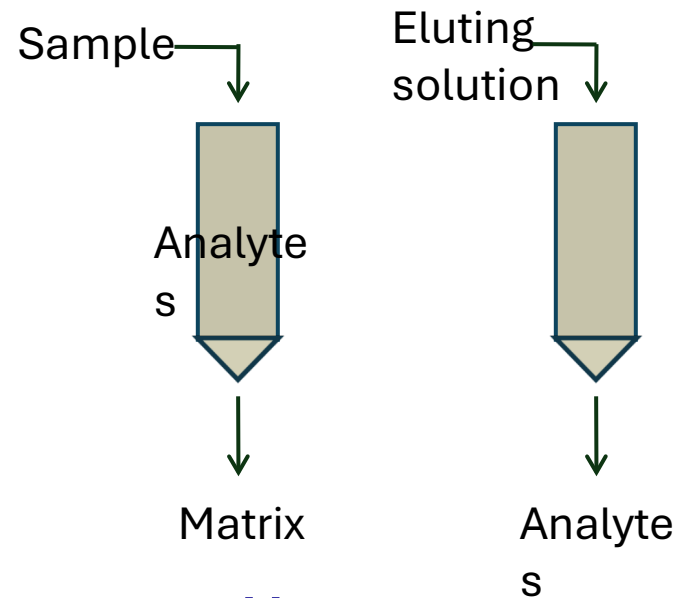 Sample
Eluting
solution
Analyte
s
Matrix
Analyte
s